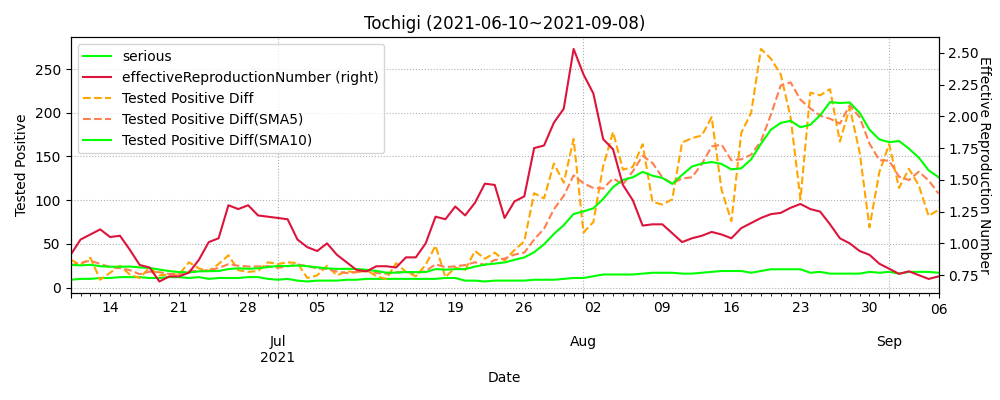 Tochigi (2021-06-10~2021-09-08)
serious
effectiveReproductionNumber (right)
Tested Positive Diff
Tested Positive Diff(SMA5)
Tested Positive Diff(SMA10)
Tested Positive
250
200
150
100
50
0
2.50
2.25
2.00
1.75
1.50
1.25
1.00
0.75
Effective Reproduction Number
14 21 28 05 12 19 26 02 09 16 23 30 06
Jul Aug Sep
2021
Date